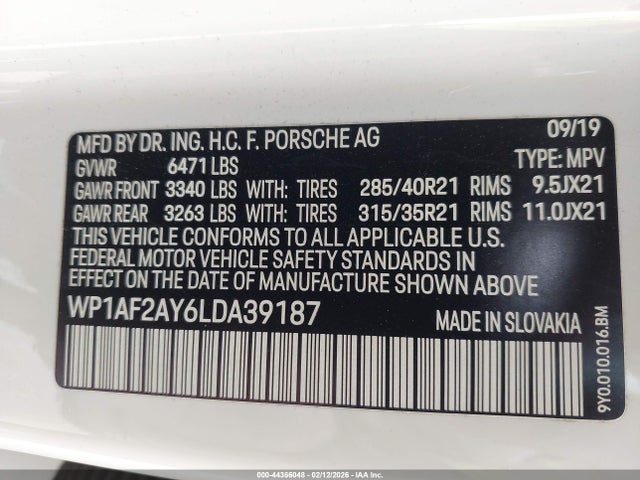 MFD BY DR. ING. H.C. F. PORSCHE AG 09/19
GVWR 6471 LBS TYPE: MPV
GAWR FRONT 3340 LBS WITH: TIRES 285/40R21 RIMS 9.5JX21
GAWR REAR 3263 LBS WITH: TIRES 315/35R21 RIMS 11.0JX21
THIS VEHICLE CONFORMS TO ALL APPLICABLE U.S.
FEDERAL MOTOR VEHICLE SAFETY STANDARDS IN
EFFECT ON THE DATE OF MANUFACTURE SHOWN ABOVE
WP1AF2AY6LDA39187 MADE IN SLOVAKIA
9Y0.010.016.BM
000-44366048 - 02/12/2026 - IAA Inc.